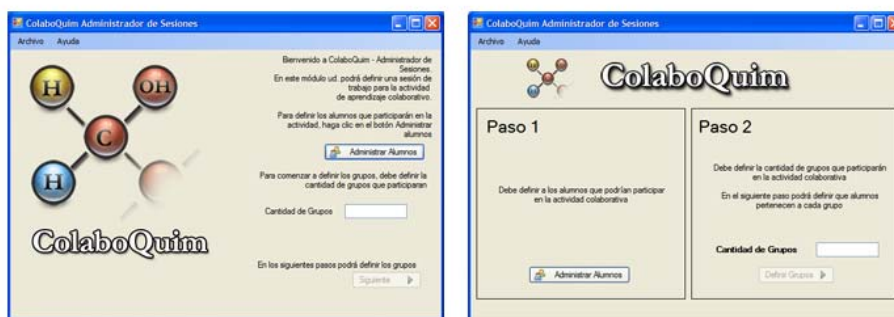 ColaboQuim Administrador de Sesiones
Archivo Ayuda
H
OH
C
H
ColaboQuim
Bienvenido a ColaboQuim - Administrador de
Sesiones.
En este módulo ud. podrá definir una sesión de
trabajo para la actividad
de aprendizaje colaborativo.
Para definir los alumnos que participarán en la
actividad, haga clic en el botón Administrar
alumnos
Administrar Alumnos
Para comenzar a definir los grupos, debe definir la
cantidad de grupos que participaran
Cantidad de Grupos
En los siguientes pasos podrá definir los grupos
Siguiente
ColaboQuim Administrador de Sesiones
Archivo Ayuda
ColaboQuim
Paso 1
Debe definir a los alumnos que podrían participar
en la actividad colaborativa
Administrar Alumnos
Paso 2
Debe definir la cantidad de grupos que participarán
en la actividad colaborativa
En el siguiente paso podrá definir que alumnos
pertenecen a cada grupo
Cantidad de Grupos
Definir Grupos